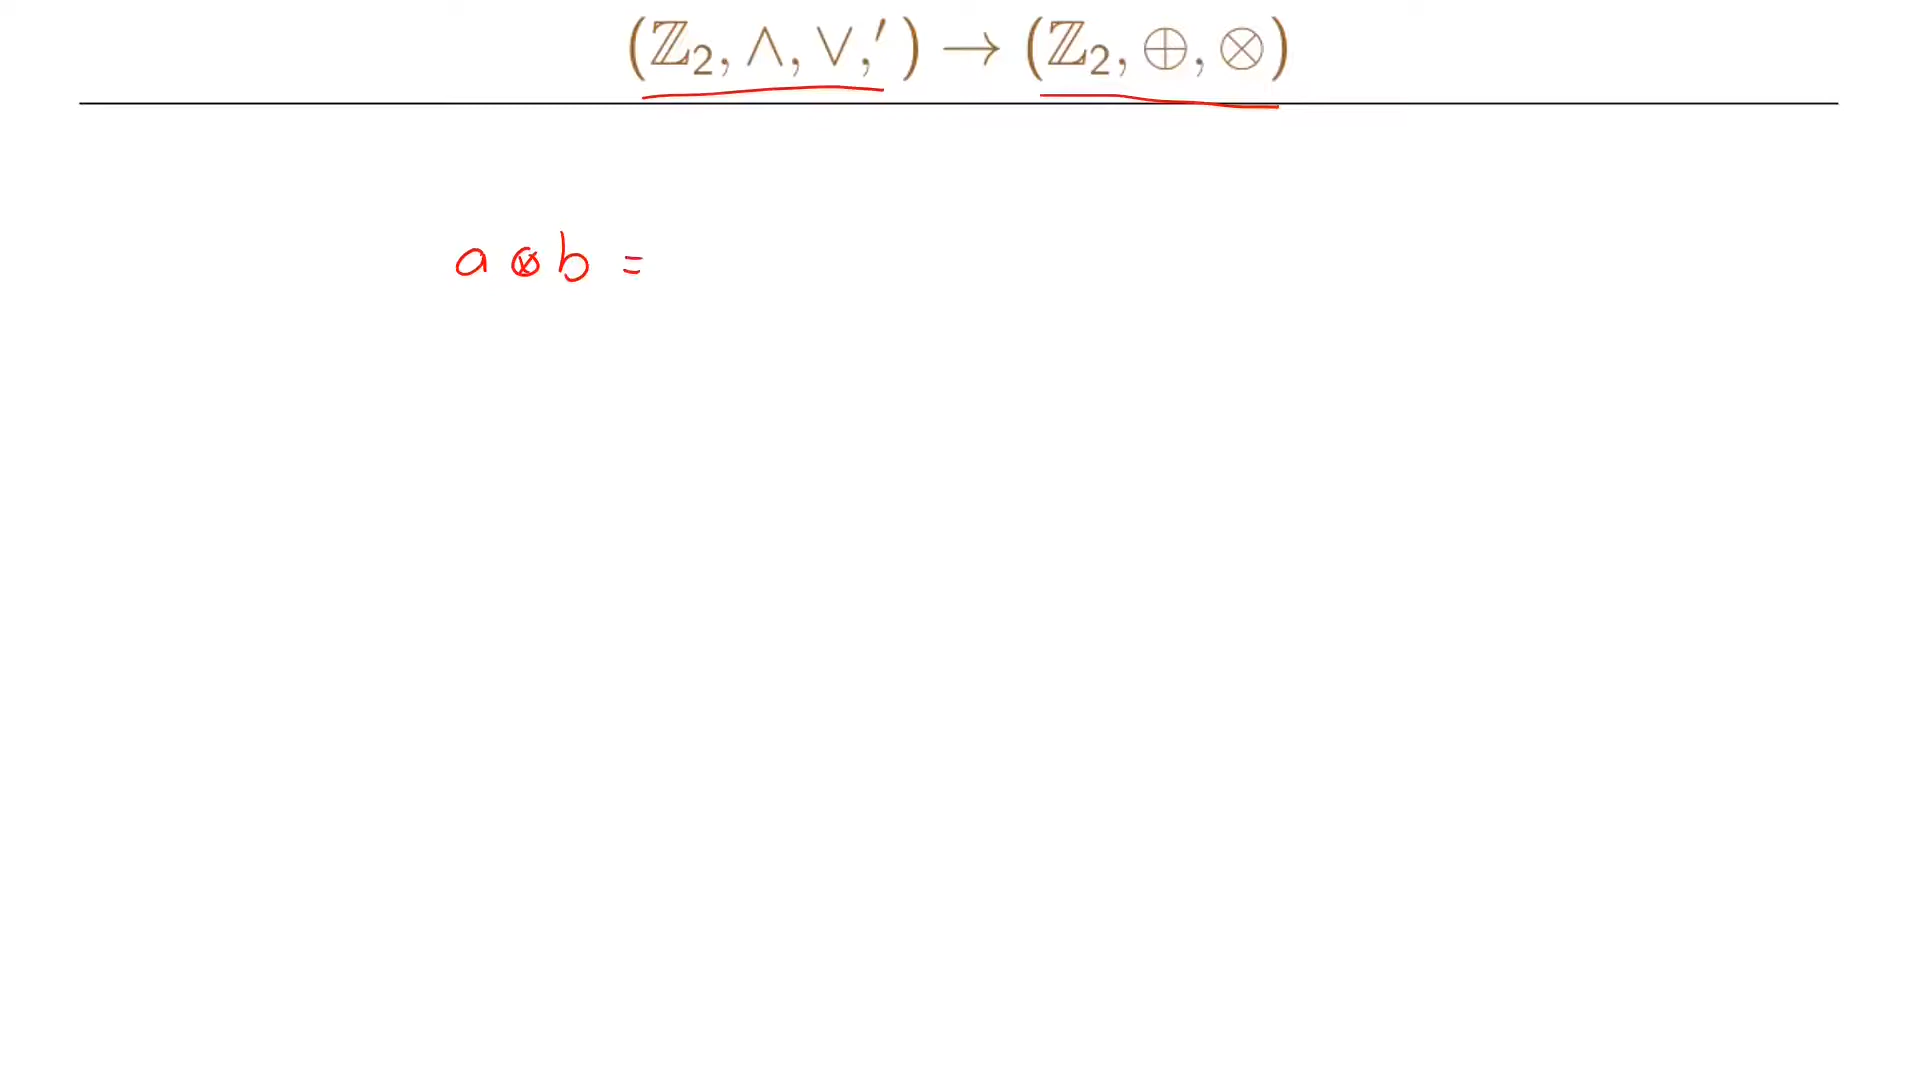 (ℤ₂, ∧, ∨,′ ) → (ℤ₂, ⊕, ⊗)
a ⊗ b =